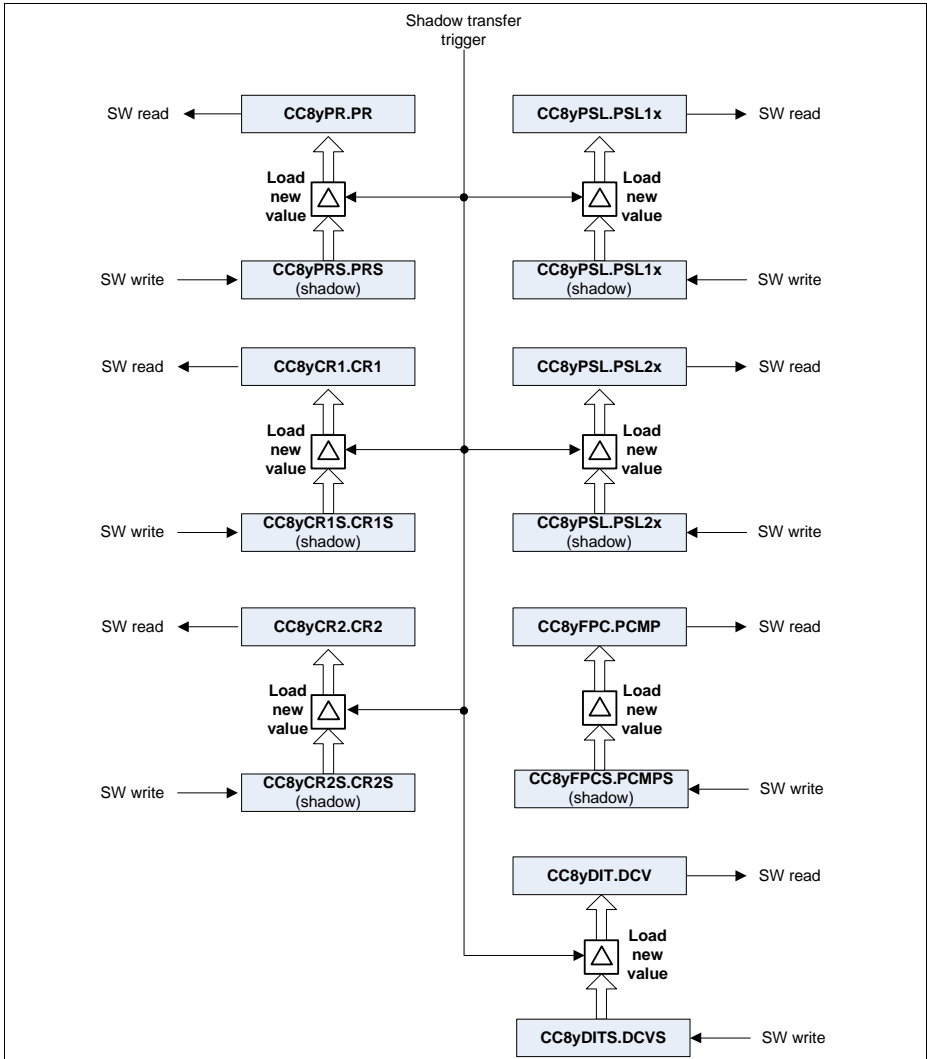 Shadow transfer
trigger
SW read
CC8yPR.PR
CC8yPSL.PSL1x
SW read
Load
new
value
Load
new
value
SW write
CC8yPRS.PRS
(shadow)
CC8yPSL.PSL1x
(shadow)
SW write
SW read
CC8yCR1.CR1
CC8yPSL.PSL2x
SW read
Load
new
value
Load
new
value
SW write
CC8yCR1S.CR1S
(shadow)
CC8yPSL.PSL2x
(shadow)
SW write
SW read
CC8yCR2.CR2
CC8yFPC.PCMP
SW read
Load
new
value
Load
new
value
SW write
CC8yCR2S.CR2S
(shadow)
CC8yFPCS.PCMPS
(shadow)
SW write
CC8yDIT.DCV
SW read
Load
new
value
CC8yDITS.DCVS
SW write